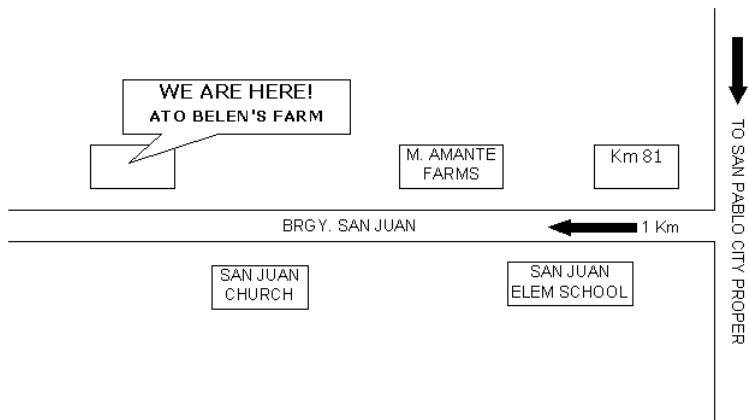 WE ARE HERE!
ATO BELEN'S FARM
M. AMANTE
FARMS
Km 81
BRGY. SAN JUAN
1 Km
SAN JUAN
CHURCH
SAN JUAN
ELEM SCHOOL
TO SAN PABLO CITY PROPER